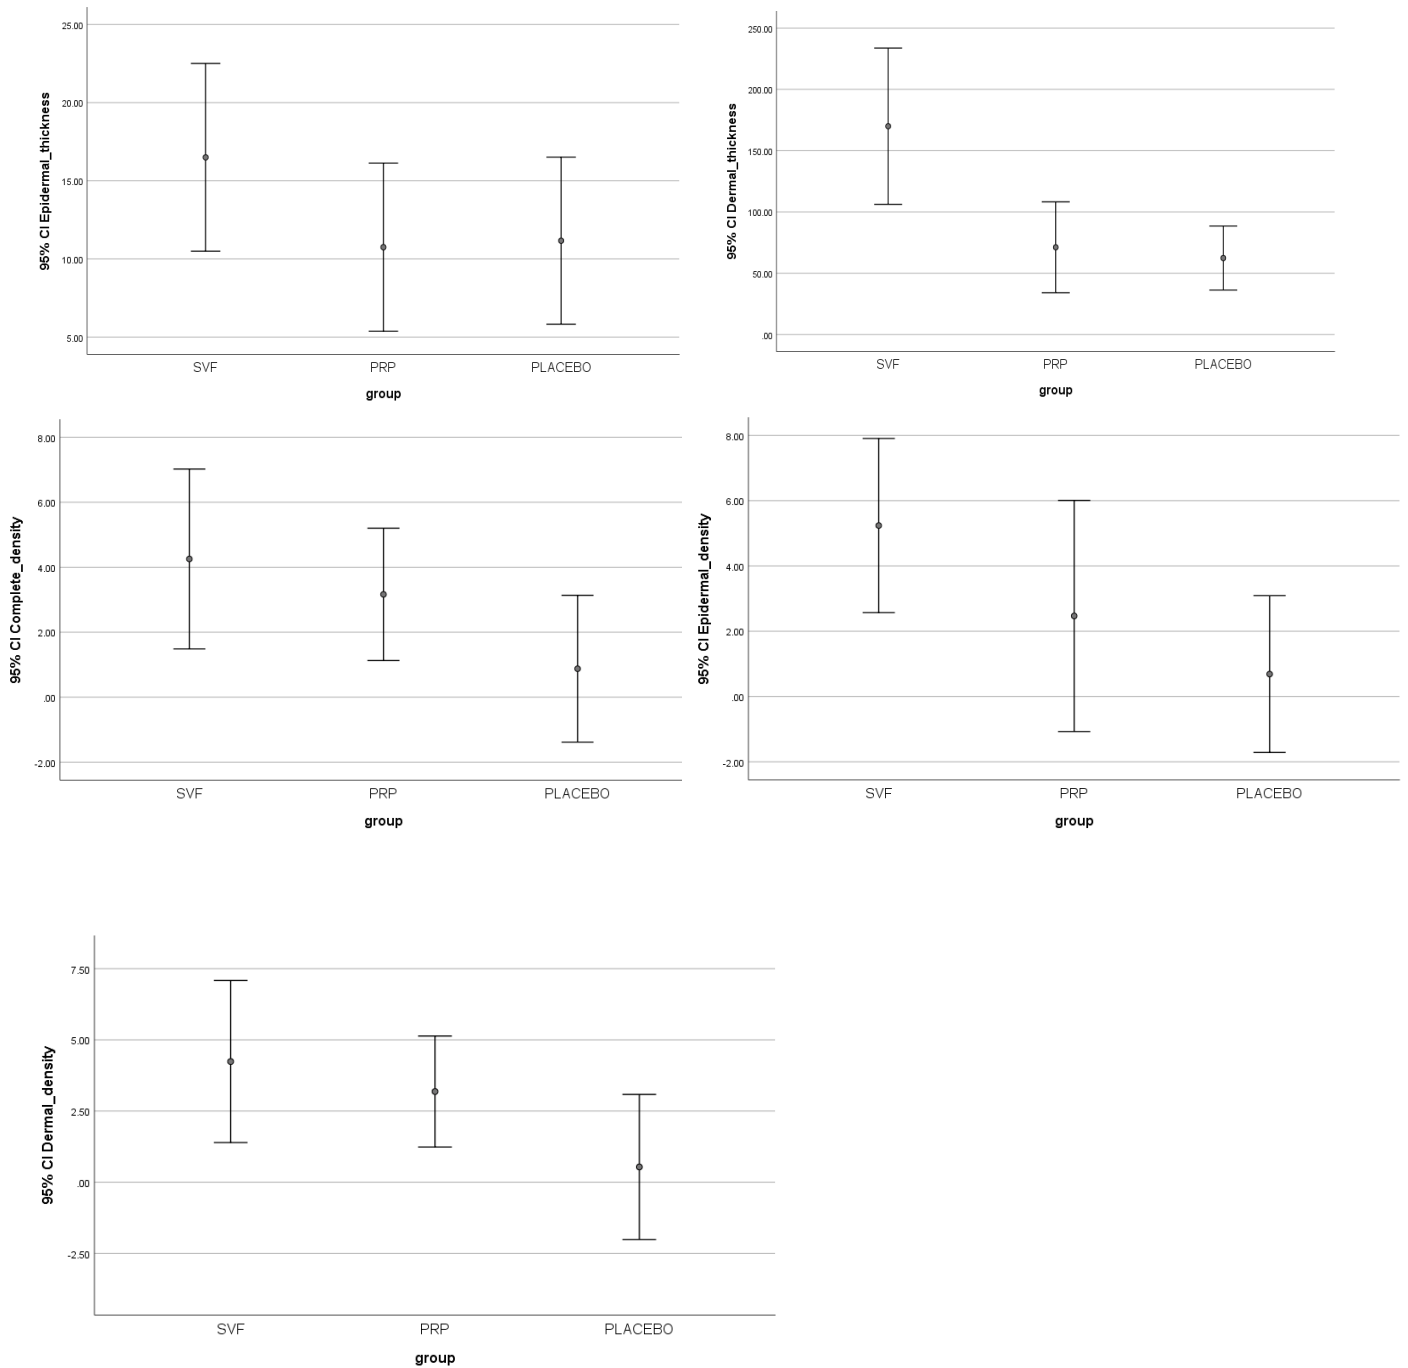 95% CI Epidermal_thickness
25.00
20.00
15.00
10.00
5.00
SVF PRP PLACEBO
group
95% CI Dermal_thickness
250.00
200.00
150.00
100.00
50.00
.00
SVF PRP PLACEBO
group
95% CI Complete_density
8.00
6.00
4.00
2.00
.00
-2.00
SVF PRP PLACEBO
group
95% CI Epidermal_density
8.00
6.00
4.00
2.00
.00
-2.00
SVF PRP PLACEBO
group
95% CI Dermal_density
7.50
5.00
2.50
.00
-2.50
SVF PRP PLACEBO
group